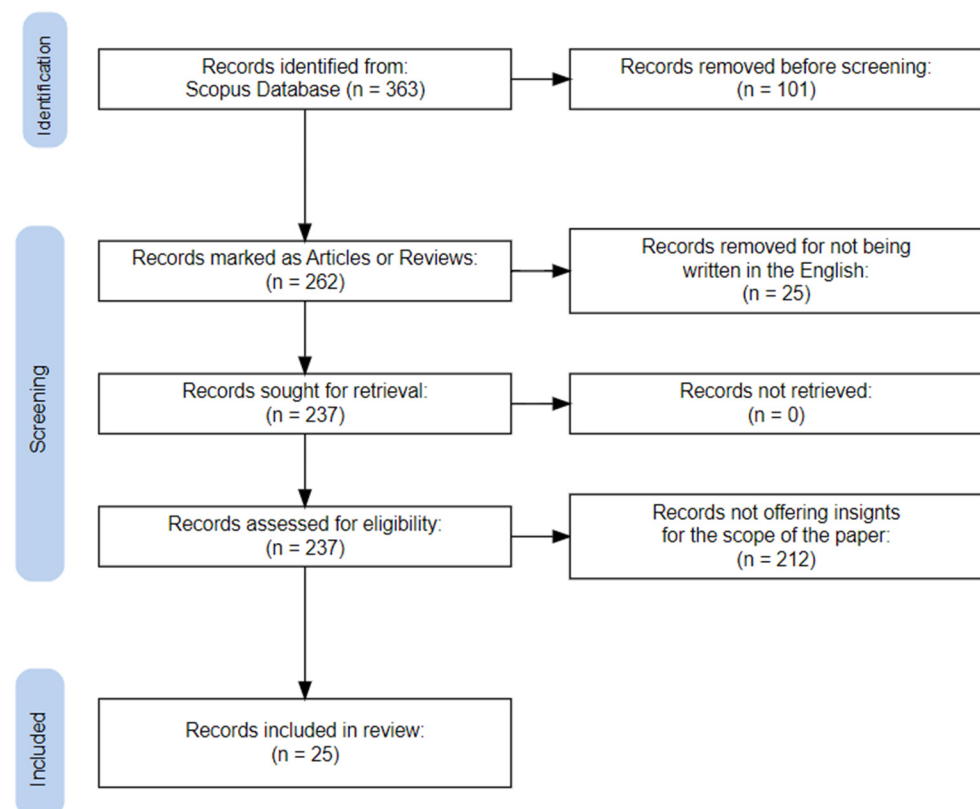 Identification
Records identified from:
Scopus Database (n = 363)
Records removed before screening:
(n = 101)
Screening
Records marked as Articles or Reviews:
(n = 262)
Records removed for not being
written in the English:
(n = 25)
Records sought for retrieval:
(n = 237)
Records not retrieved:
(n = 0)
Records assessed for eligibility:
(n = 237)
Records not offering insignts
for the scope of the paper:
(n = 212)
Included
Records included in review:
(n = 25)